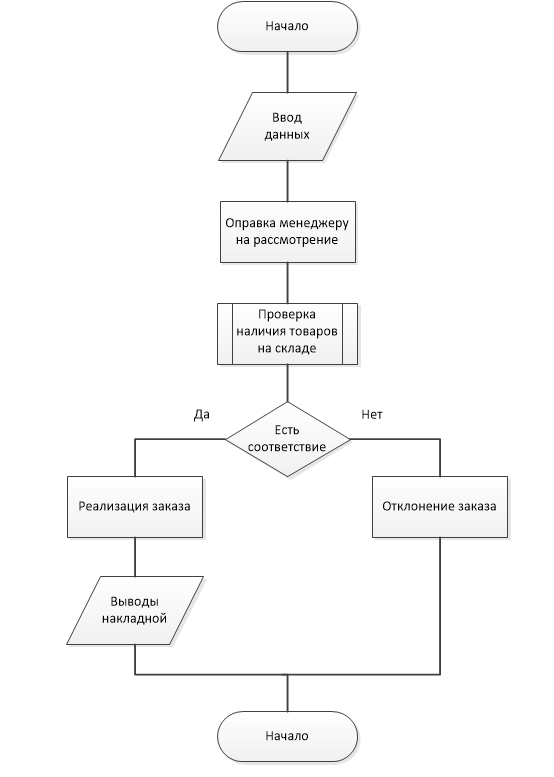 Начало
Ввод
данных
Оправка менеджеру
на рассмотрение
Проверка
наличия товаров
на складе
Есть
соответствие
Да
Нет
Реализация заказа
Отклонение заказа
Выводы
накладной
Начало